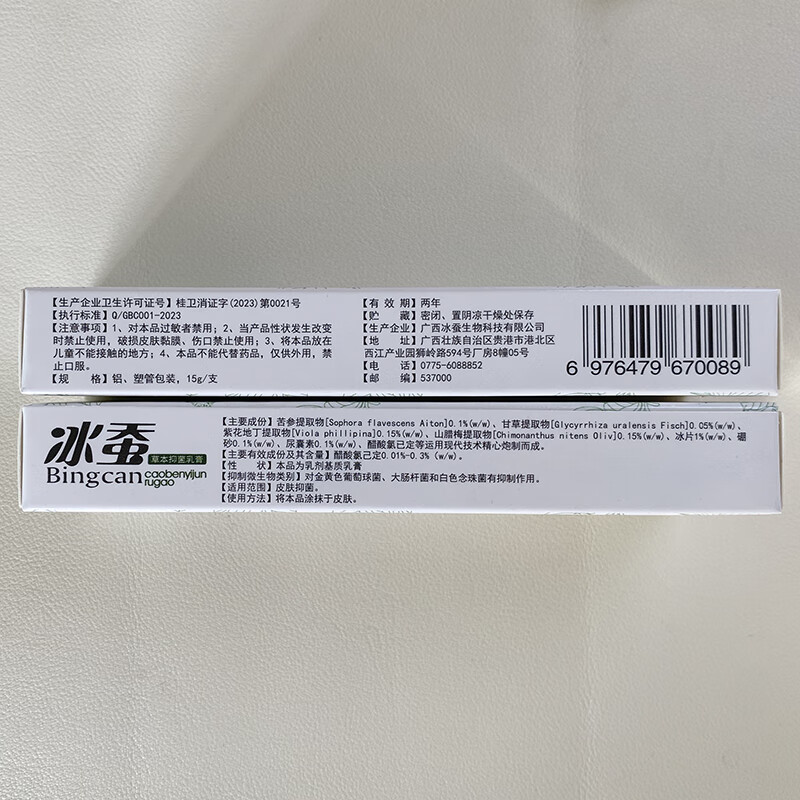 【生产企业卫生许可证号】桂卫消证字(2023)第0021号
【执行标准】Q/GBC001-2023
【注意事项】1、对本品过敏者禁用；2、当产品性状发生改变
时禁止使用，破损皮肤黏膜、伤口禁止使用；3、将本品放在
儿童不能接触的地方；4、本品不能代替药品，仅供外用，禁
止口服。
【规 格】铝、塑管包装，15g/支
【有 效 期】两年
【贮 藏】密闭、置阴凉干燥处保存
【生产企业】广西冰蚕生物科技有限公司
【地 址】广西壮族自治区贵港市港北区
西江产业园狮岭路594号厂房8幢05号
【电 话】0775-6088852
【邮 编】537000
6 976479 670089
冰蚕
草本抑菌乳膏
Bingcan
caobenyijun
rugao
【主要成份】苦参提取物[Sophora flavescens Aiton]0.1%(w/w)、甘草提取物[Glycyrrhiza uralensis Fisch]0.05%(w/w)、
紫花地丁提取物[Viola phillipina]0.15%(w/w)、山腊梅提取物[Chimonanthus nitens Oliv]0.15%(w/w)、冰片1%(w/w)、硼
砂0.1%(w/w)、尿囊素0.1%(w/w)、醋酸氯已定等运用现代技术精心炮制而成。
【主要有效成份及其含量】醋酸氯己定0.01%-0.3% (w/w)。
【性 状】本品为乳剂基质乳膏
【抑制微生物类别】对金黄色葡萄球菌、大肠杆菌和白色念珠菌有抑制作用。
【适用范围】皮肤抑菌。
【使用方法】将本品涂抹于皮肤。